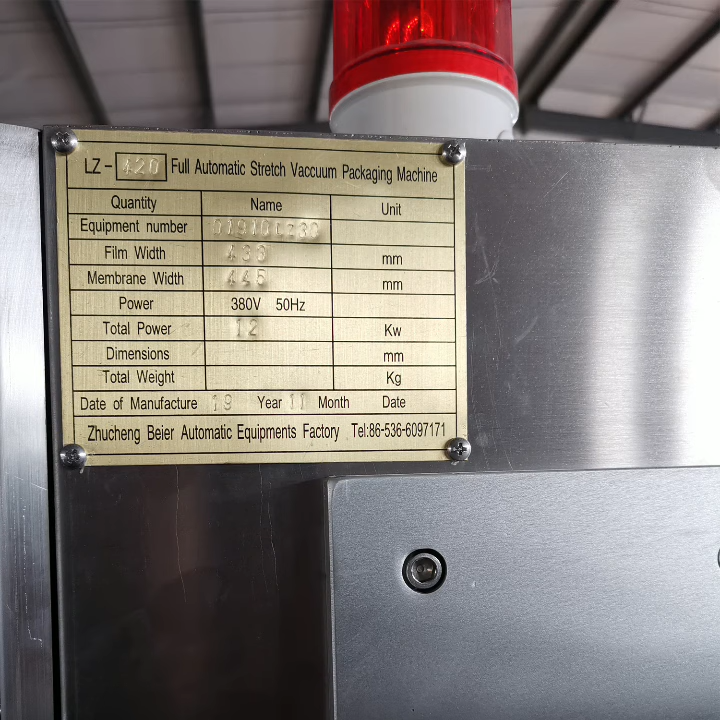 LZ-420 Full Automatic Stretch Vaccuum Packaging Machine
Quantity Name Unit
Equipment number
Film Width 430 mm
Membrane Width 445 mm
Power 380V 50Hz
Total Power 12 Kw
Dimensions mm
Total Weight Kg
Date of Manufacture 19 Year 11 Month Date
Zhucheng Beier Automatic Equipments Factory Tel:86-536-6097171